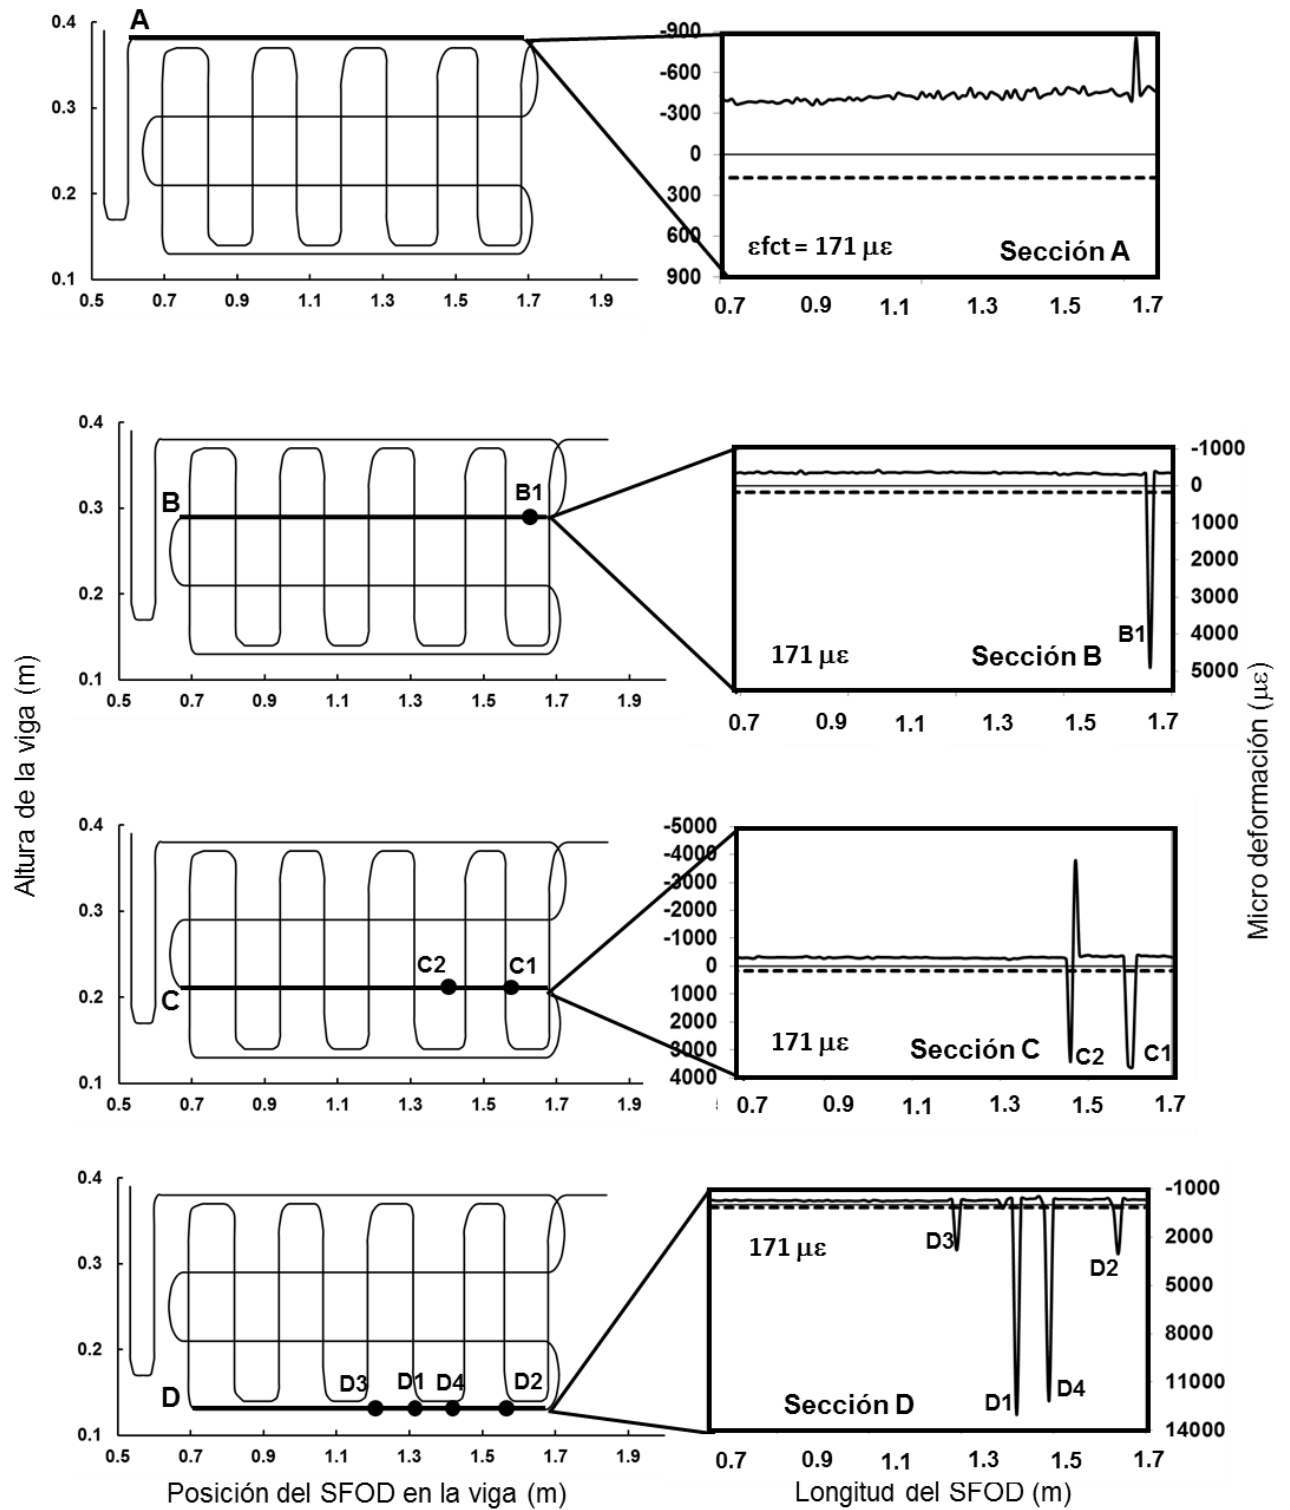 A
0.4
0.3
0.2
0.1
0.5 0.7 0.9 1.1 1.3 1.5 1.7 1.9
-900
-600
-300
0
300
600
900
εfct = 171 με
Sección A
0.7 0.9 1.1 1.3 1.5 1.7
0.4
0.3
0.2
0.1
B
B1
0.5 0.7 0.9 1.1 1.3 1.5 1.7 1.9
-1000
0
1000
2000
3000
4000
5000
B1
171 με
Sección B
0.7 0.9 1.1 1.3 1.5 1.7
Altura de la viga (m)
Micro deformación (με)
0.4
0.3
0.2
0.1
C2 C1
C
0.5 0.7 0.9 1.1 1.3 1.5 1.7 1.9
-5000
-4000
-3000
-2000
-1000
0
1000
2000
3000
4000
171 με
Sección C
C2 C1
0.7 0.9 1.1 1.3 1.5 1.7
0.4
0.3
0.2
0.1
D
D3 D1 D4 D2
0.5 0.7 0.9 1.1 1.3 1.5 1.7 1.9
-1000
2000
5000
8000
11000
14000
171 με
D3
D2
D1 D4
Sección D
0.7 0.9 1.1 1.3 1.5 1.7
Posición del SFOD en la viga (m)
Longitud del SFOD (m)